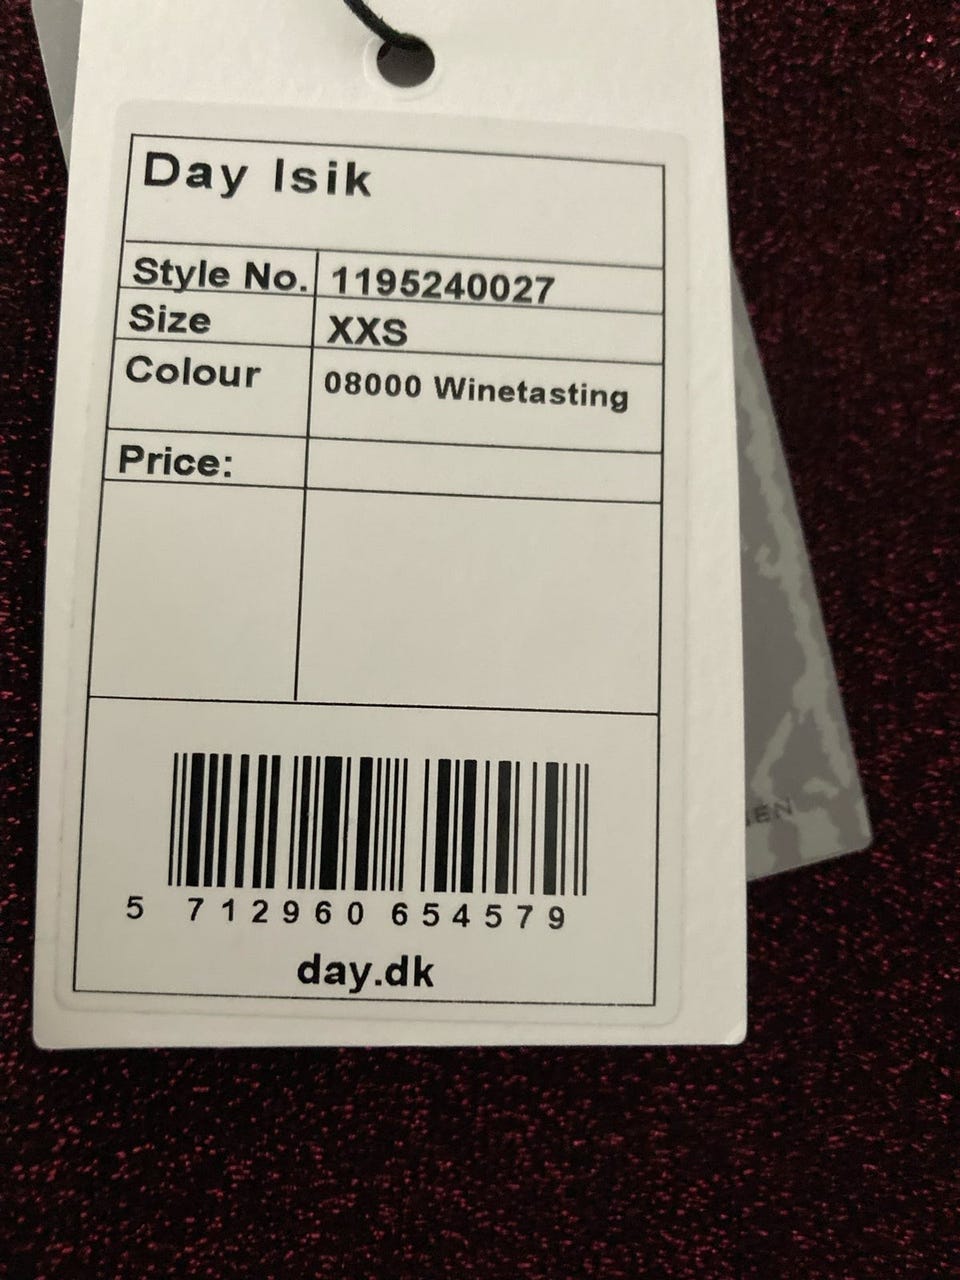 Day Isik
Style No. 1195240027
Size XXS
Colour 08000 Winetasting
Price:
5 712960 654579
day.dk